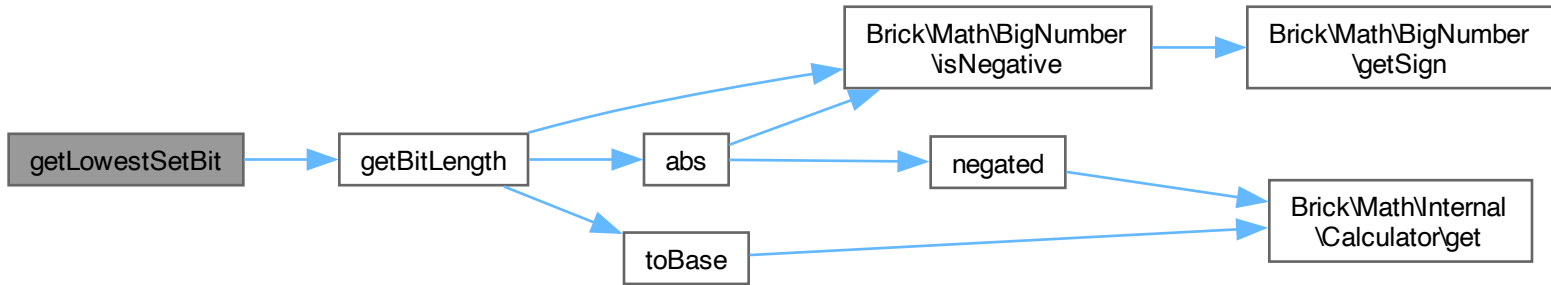 getLowestSetBit
getBitLength
Brick\Math\BigNumber
\isNegative
Brick\Math\BigNumber
\getSign
abs
negated
Brick\Math\Internal
\Calculator\get
toBase